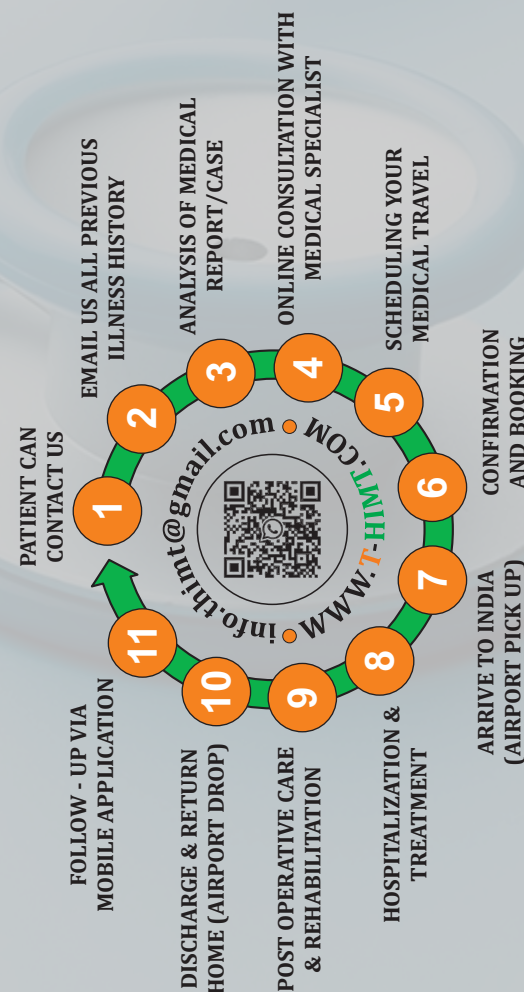 PATIENT CAN
CONTACT US
1
EMAIL US ALL PREVIOUS
ILLNESS HISTORY
2
ANALYSIS OF MEDICAL
REPORT/CASE
3
ONLINE CONSULTATION WITH
MEDICAL SPECIALIST
4
SCHEDULING YOUR
MEDICAL TRAVEL
5
CONFIRMATION
AND BOOKING
6
ARRIVE TO INDIA
(AIRPORT PICK UP)
7
HOSPITALIZATION &
TREATMENT
8
POST OPERATIVE CARE
& REHABILITATION
9
DISCHARGE & RETURN
HOME (AIRPORT DROP)
10
FOLLOW - UP VIA
MOBILE APPLICATION
11
info.thimt@gmail.com
WWW.T-HIMT.COM